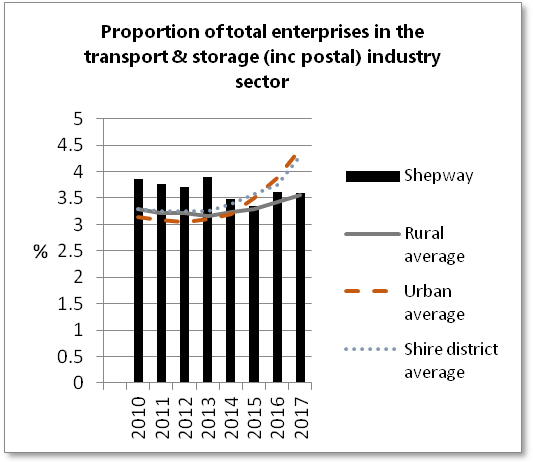 Proportion of total enterprises in the
transport & storage (inc postal) industry
sector
5
4.5
4
3.5
3
2.5
2
1.5
1
0.5
0
%
2010
2011
2012
2013
2014
2015
2016
2017
Shepway
Rural
average
Urban
average
Shire district
average